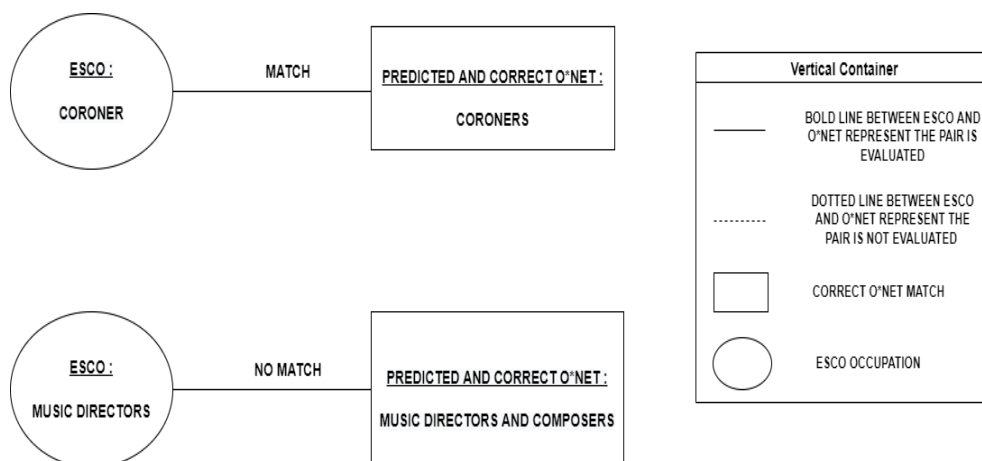 ESCO :
CORONER
MATCH
PREDICTED AND CORRECT O*NET :
CORONERS
ESCO :
MUSIC DIRECTORS
NO MATCH
PREDICTED AND CORRECT O*NET :
MUSIC DIRECTORS AND COMPOSERS
Vertical Container
BOLD LINE BETWEEN ESCO AND
O*NET REPRESENT THE PAIR IS
EVALUATED
DOTTED LINE BETWEEN ESCO
AND O*NET REPRESENT THE
PAIR IS NOT EVALUATED
CORRECT O*NET MATCH
ESCO OCCUPATION